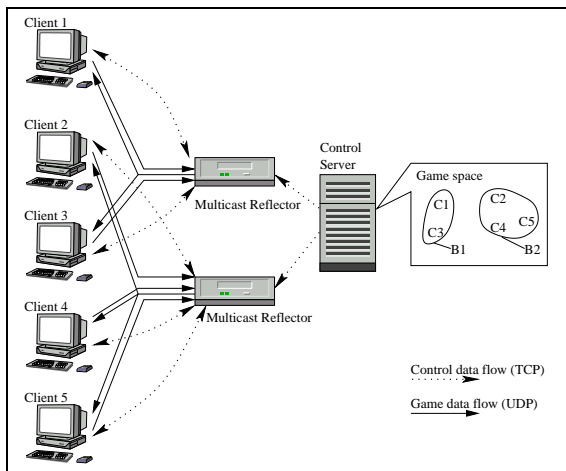 Client 1
Client 2
Client 3
Client 4
Client 5
Multicast Reflector
Multicast Reflector
Control
Server
Game space
C1
C3
B1
C2
C4
C5
B2
Control data flow (TCP)
Game data flow (UDP)